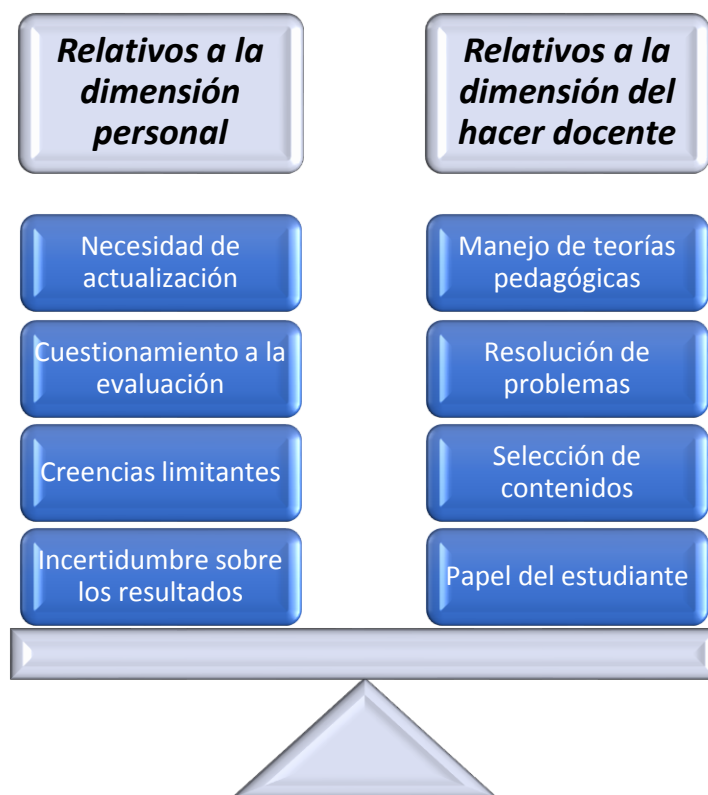 Relativos a la
dimensión
personal
Relativos a la
dimensión del
hacer docente
Necesidad de
actualización
Cuestionamiento a la
evaluación
Creencias limitantes
Incertidumbre sobre
los resultados
Manejo de teorías
pedagógicas
Resolución de
problemas
Selección de
contenidos
Papel del estudiante